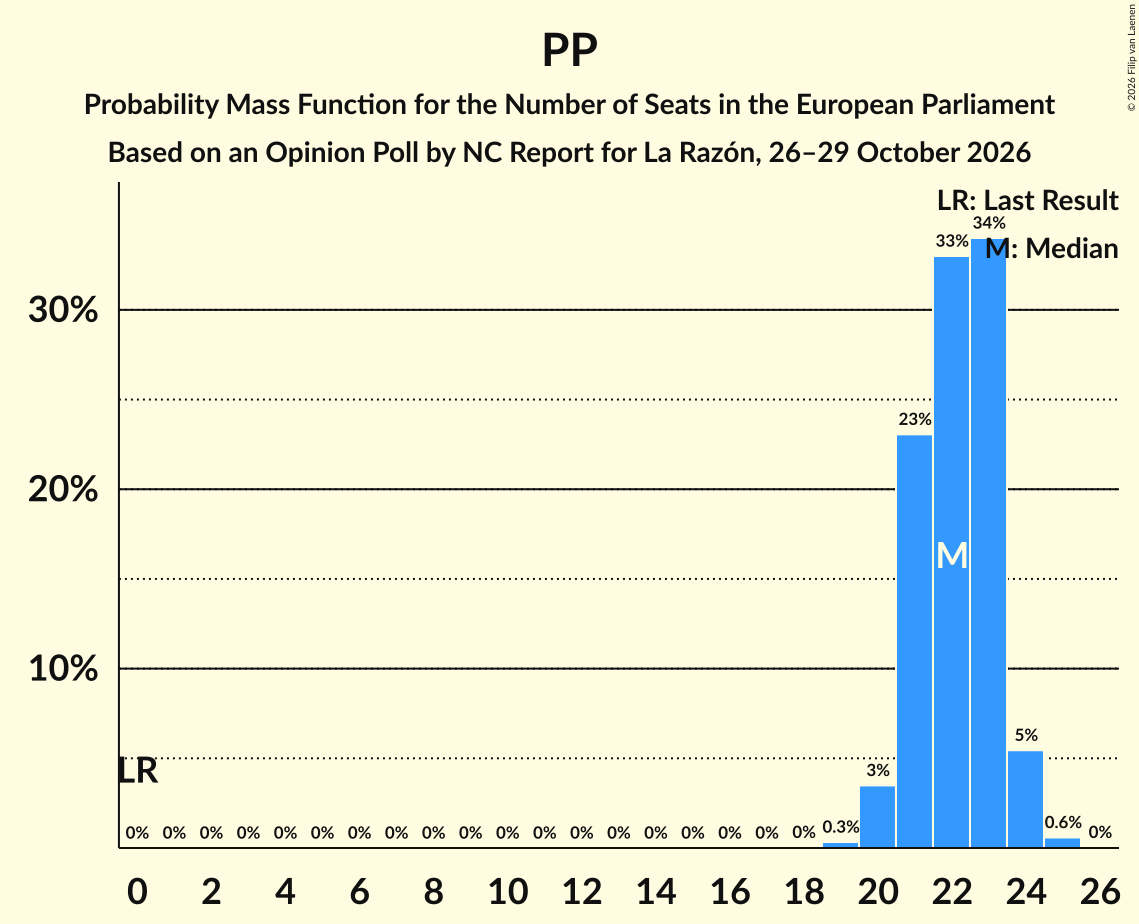 PP
Probability Mass Function for the Number of Seats in the European Parliament
Based on an Opinion Poll by NC Report for La Razón, 26–29 October 2026
© 2026 Filip van Laenen
LR: Last Result
M: Median
30%
20%
10%
LR
M
0% 0% 0% 0% 0% 0% 0% 0% 0% 0% 0% 0% 0% 0% 0% 0% 0% 0% 0% 0.3% 3% 23% 33% 34% 5% 0.6% 0%
0 2 4 6 8 10 12 14 16 18 20 22 24 26